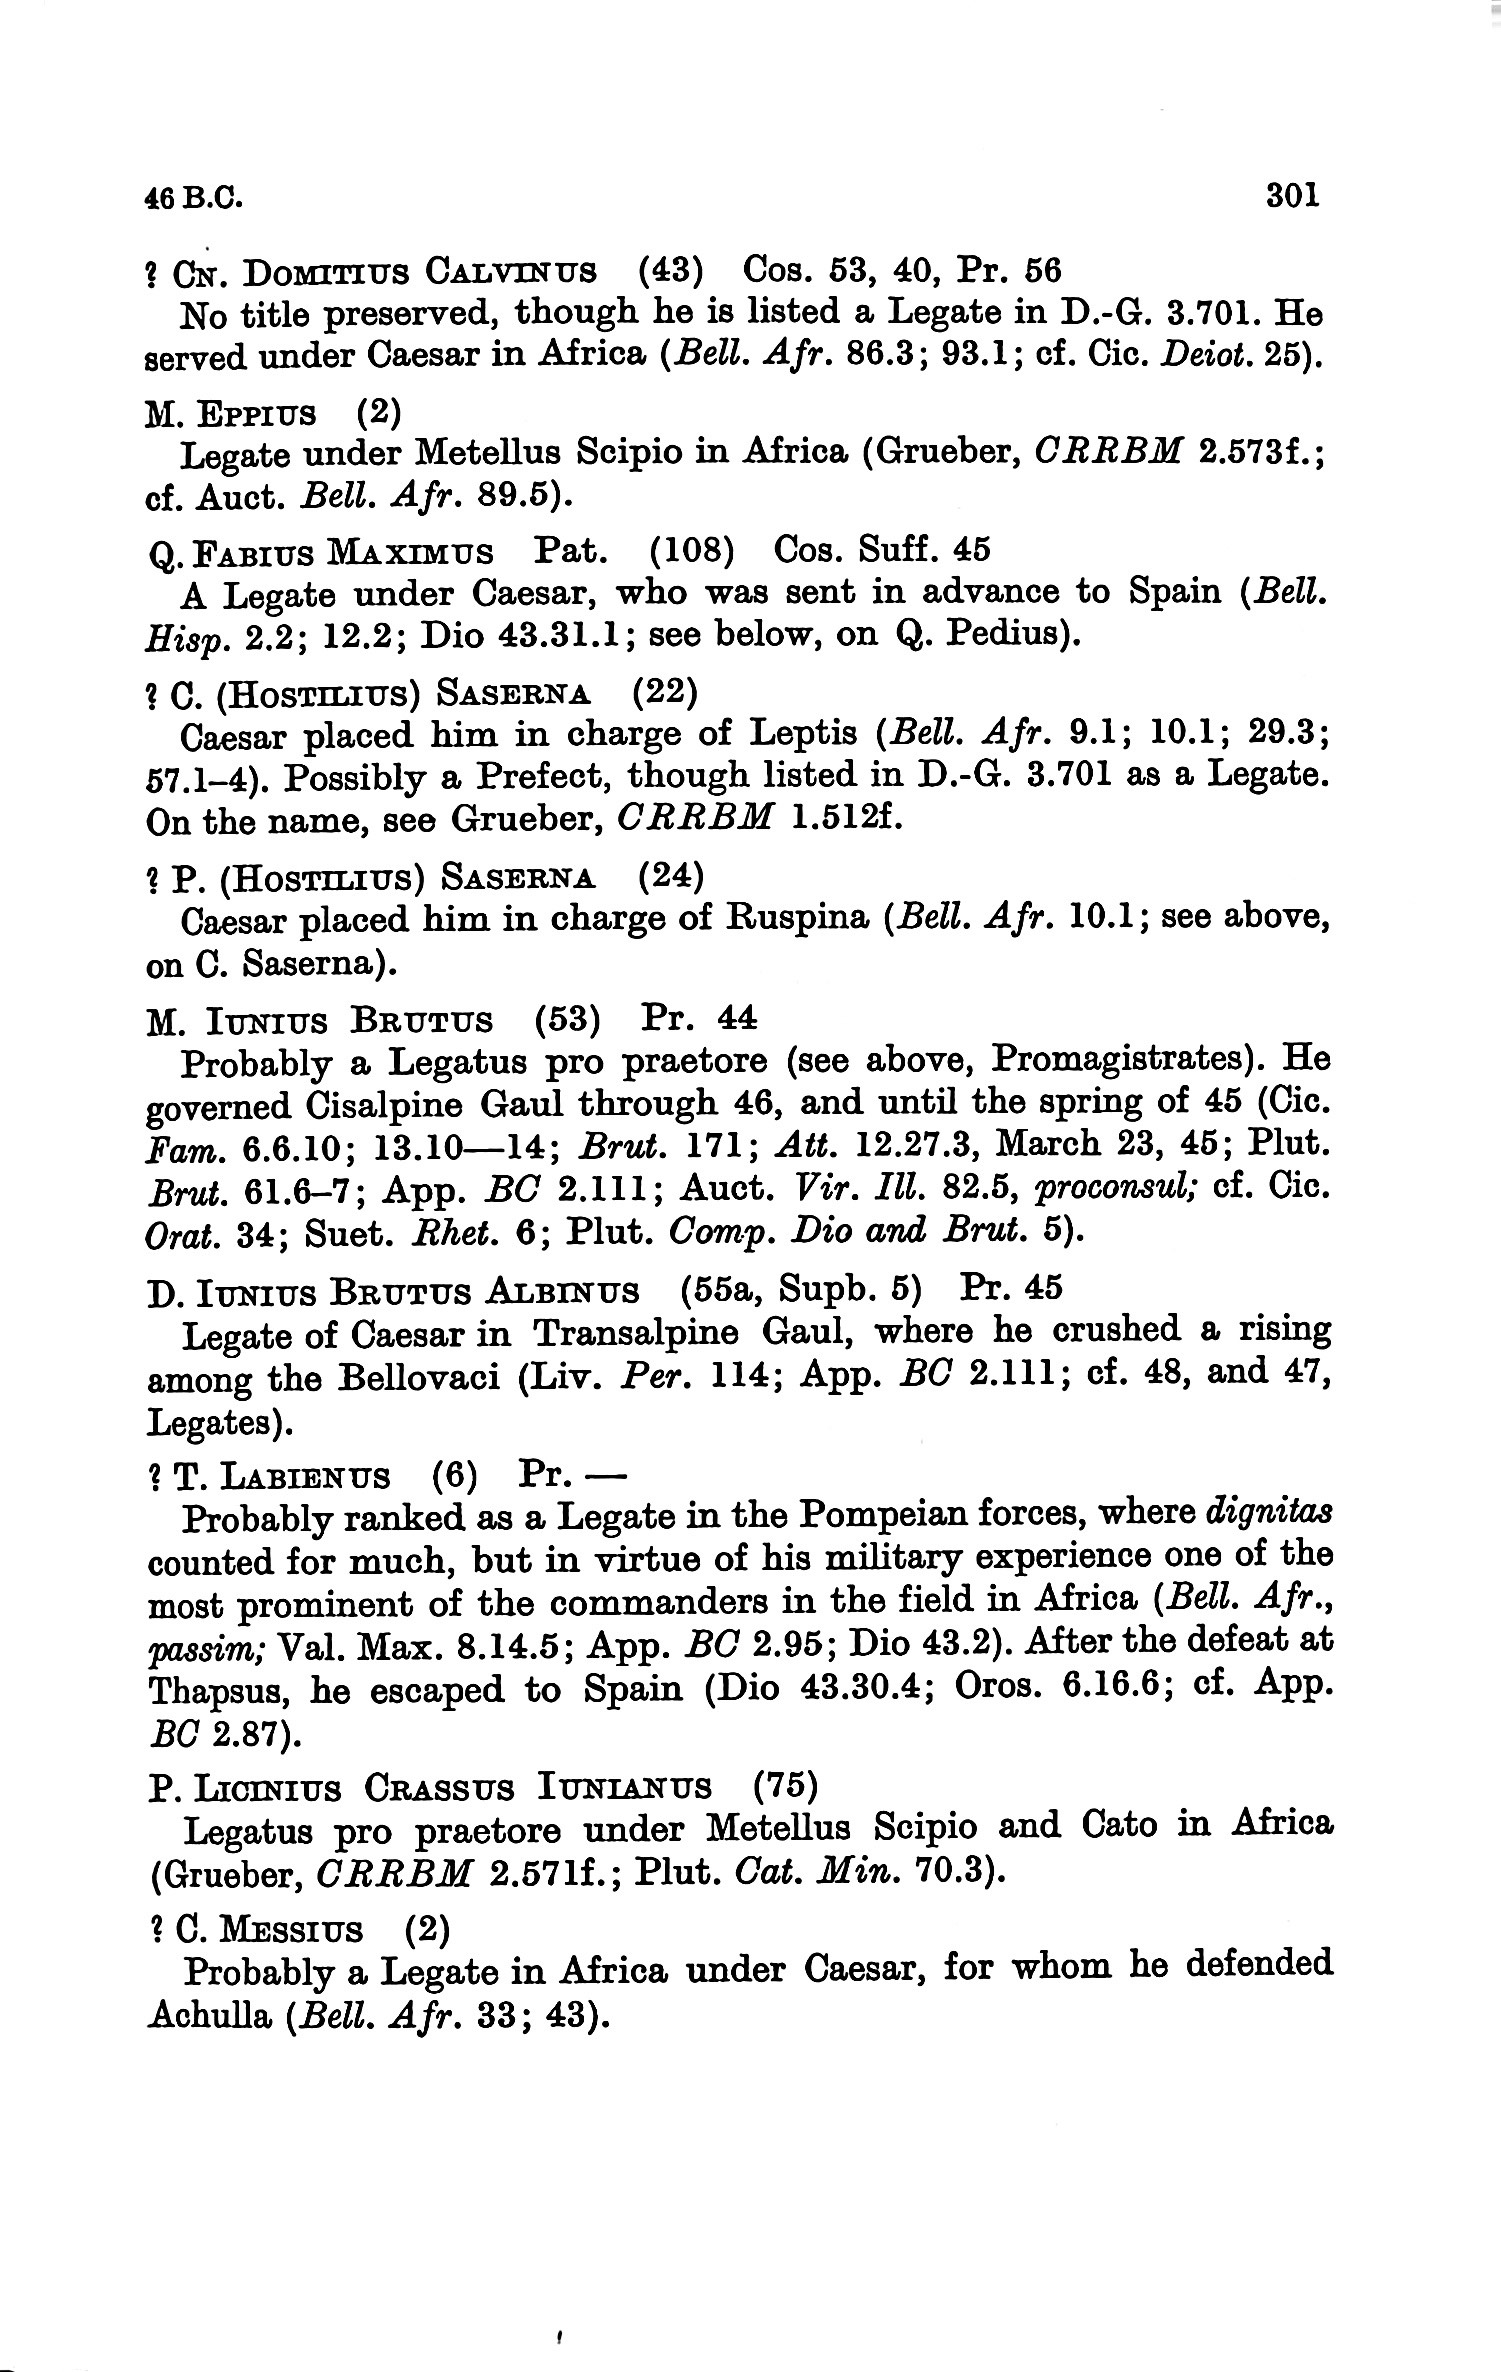 46 B.C. 301
? Cn. Domitius Calvinus (43) Cos. 53, 40, Pr. 56
No title preserved, though he is listed a Legate in D.-G. 3.701. He
served under Caesar in Africa (Bell. Afr. 86.3; 93.1; cf. Cic. Deiot. 25).
M. Eppius (2)
Legate under Metellus Scipio in Africa (Grueber, CRRBM 2.573f.;
cf. Auct. Bell. Afr. 89.5).
Q. Fabius Maximus Pat. (108) Cos. Suff. 45
A Legate under Caesar, who was sent in advance to Spain (Bell.
Hisp. 2.2; 12.2; Dio 43.31.1; see below, on Q. Pedius).
? C. (Hostilius) Saserna (22)
Caesar placed him in charge of Leptis (Bell. Afr. 9.1; 10.1; 29.3;
57.1–4). Possibly a Prefect, though listed in D.-G. 3.701 as a Legate.
On the name, see Grueber, CRRBM 1.512f.
? P. (Hostilius) Saserna (24)
Caesar placed him in charge of Ruspina (Bell. Afr. 10.1; see above,
on C. Saserna).
M. Iunius Brutus (53) Pr. 44
Probably a Legatus pro praetore (see above, Promagistrates). He
governed Cisalpine Gaul through 46, and until the spring of 45 (Cic.
Fam. 6.6.10; 13.10—14; Brut. 171; Att. 12.27.3, March 23, 45; Plut.
Brut. 61.6–7; App. BC 2.111; Auct. Vir. Ill. 82.5, proconsul; cf. Cic.
Orat. 34; Suet. Rhet. 6; Plut. Comp. Dio and Brut. 5).
D. Iunius Brutus Albinus (55a, Supb. 5) Pr. 45
Legate of Caesar in Transalpine Gaul, where he crushed a rising
among the Bellovaci (Liv. Per. 114; App. BC 2.111; cf. 48, and 47,
Legates).
? T. Labienus (6) Pr. —
Probably ranked as a Legate in the Pompeian forces, where dignitas
counted for much, but in virtue of his military experience one of the
most prominent of the commanders in the field in Africa (Bell. Afr.,
passim; Val. Max. 8.14.5; App. BC 2.95; Dio 43.2). After the defeat at
Thapsus, he escaped to Spain (Dio 43.30.4; Oros. 6.16.6; cf. App.
BC 2.87).
P. Licinius Crassus Iunianus (75)
Legatus pro praetore under Metellus Scipio and Cato in Africa
(Grueber, CRRBM 2.571f.; Plut. Cat. Min. 70.3).
? C. Messius (2)
Probably a Legate in Africa under Caesar, for whom he defended
Achulla (Bell. Afr. 33; 43).